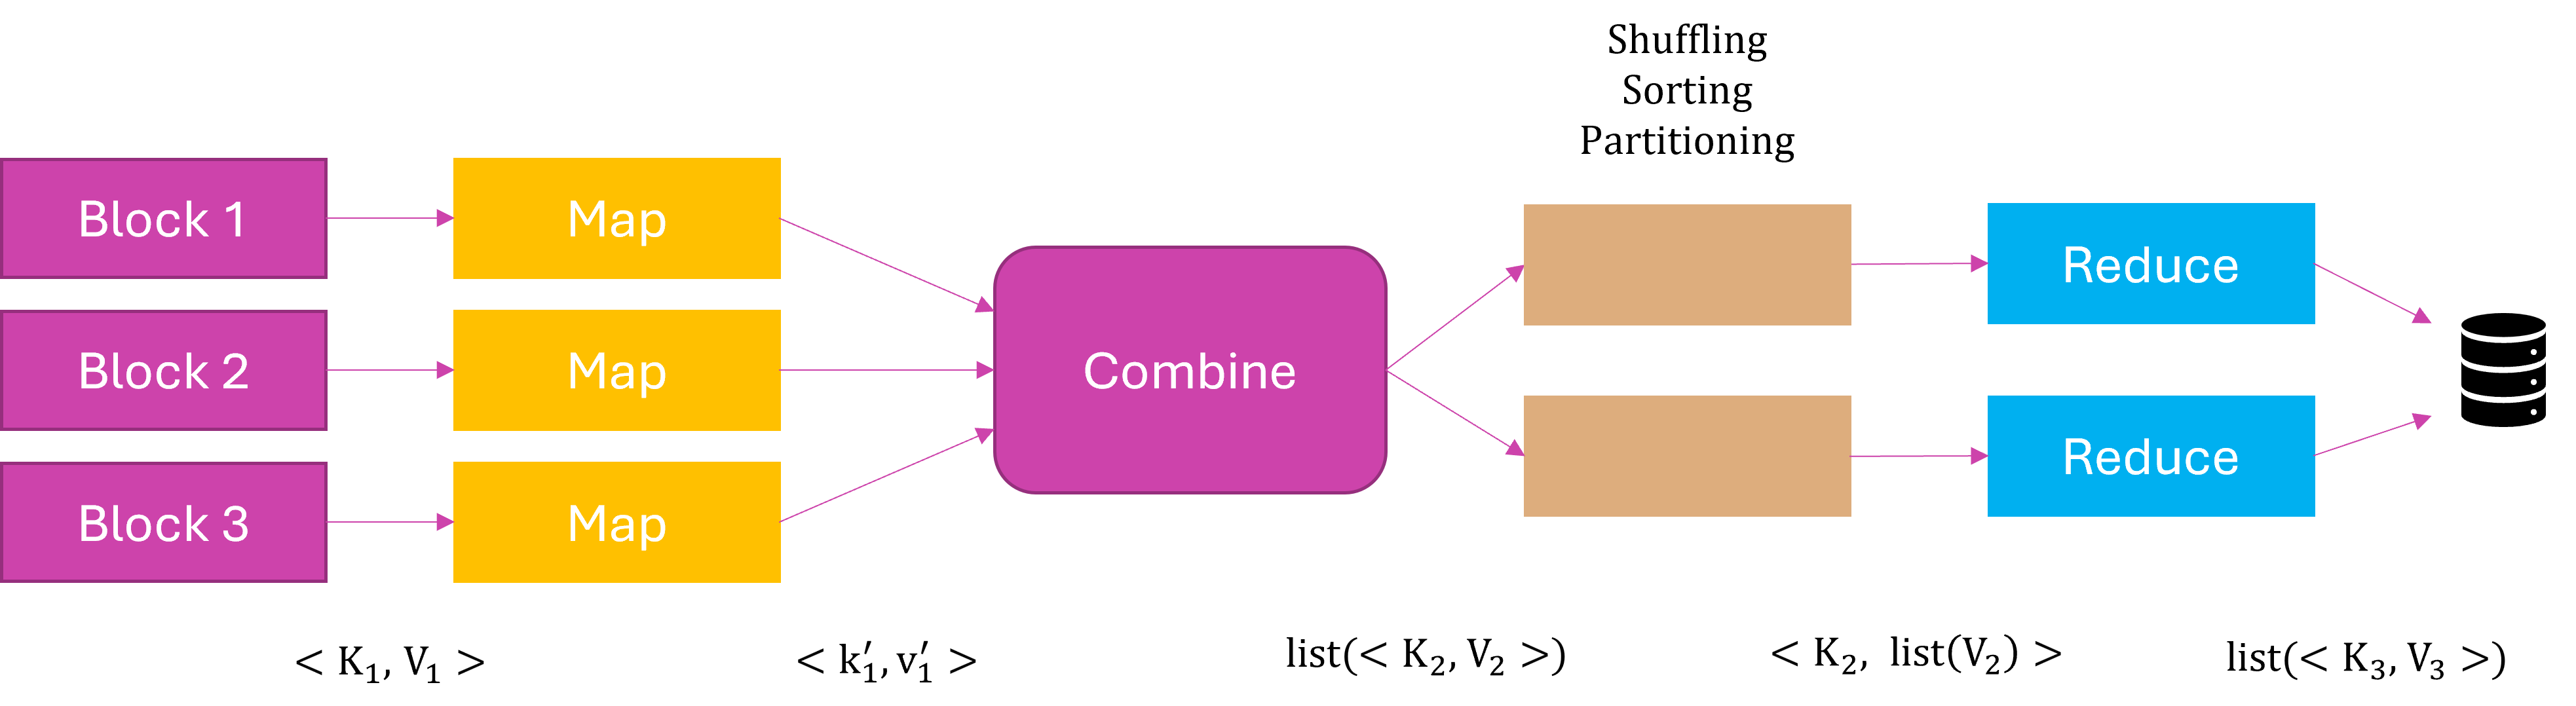 Shuffling
Sorting
Partitioning
Block 1
Map
Block 2
Map
Block 3
Map
Combine
Reduce
Reduce
< K₁, V₁ >
< k′₁, v′₁ >
list(< K₂, V₂ >)
< K₂, list(V₂) >
list(< K₃, V₃ >)